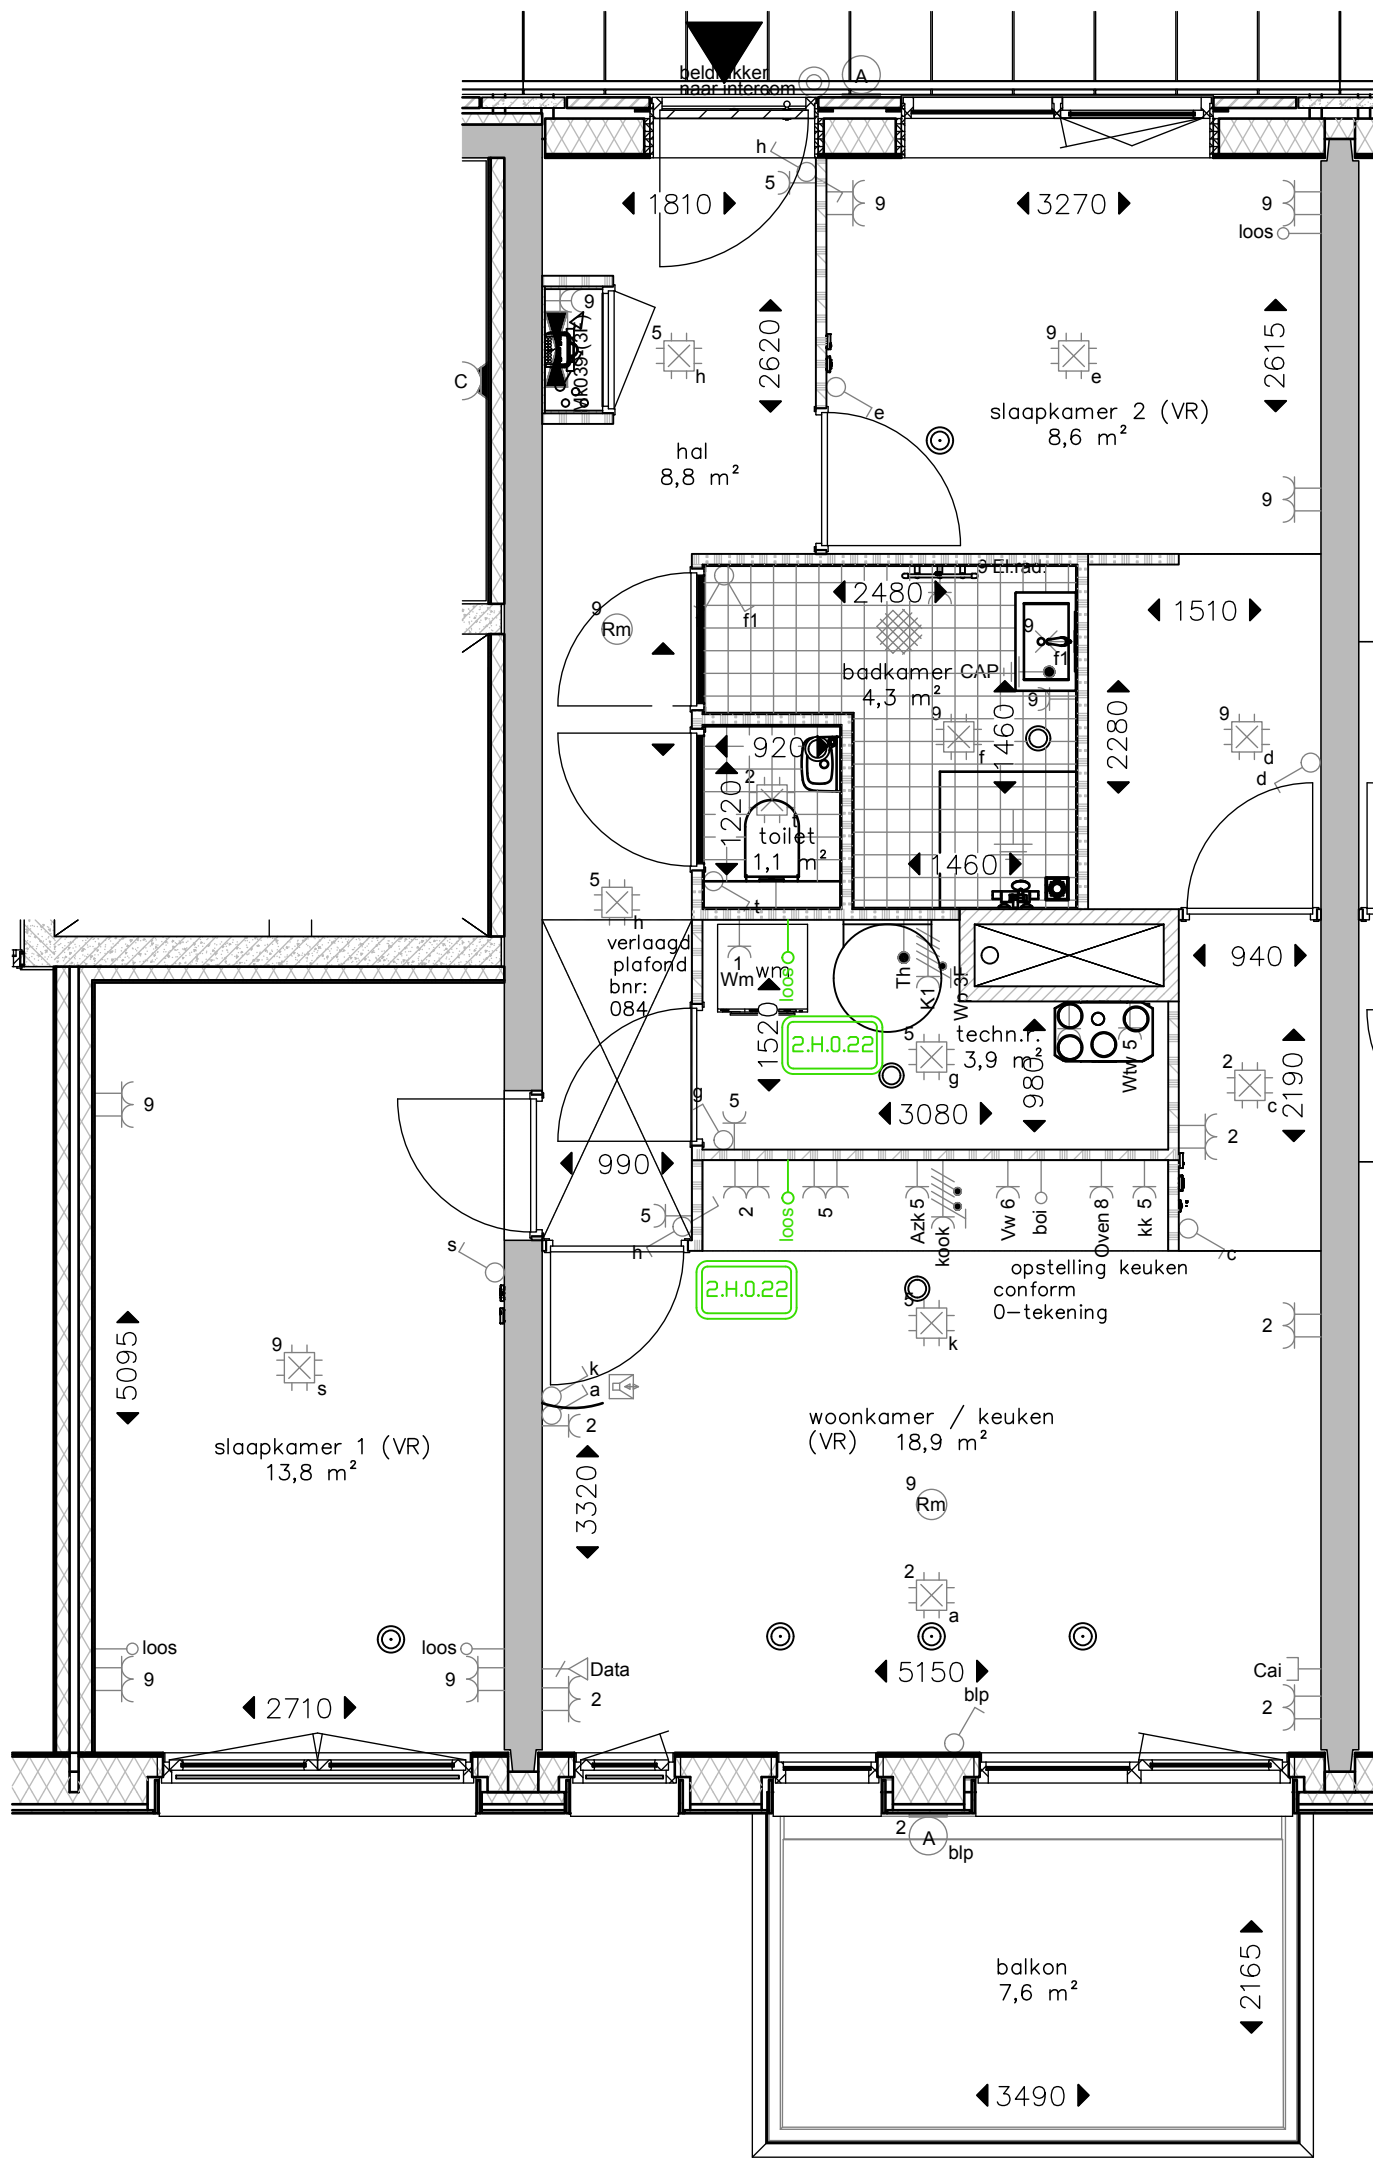 beldrukker
naar intercom
A
h
5
1810
9
3270
9
loos
9
MR039 (3F)
5
h
2620
9
e
2615
C
e
slaapkamer 2 (VR)
8,6 m²
hal
8,8 m²
9
9 El.rad.
2480
1510
9
Rm
f1
9
f1
badkamer
4,3 m²
CAP
9
9
f
1460
2280
9
d
d
920
2
t
1220
toilet
1,1 m²
1460
5
h
t
verlaagd
plafond
bnr:
084
1
Wm
wm
loos
1520
Th
K1
Wp 3F
940
2.H.0.22
5
g
techn.r.
3,9 m²
980
Wtw 5
2
c
2190
9
g
5
3080
2
990
5
h
2
loos
5
Azk 5
kook
Vw 6
boi
Oven 8
kk 5
c
s
2.H.0.22
opstelling keuken
conform
0-tekening
5
k
2
5095
9
s
k
a
2
woonkamer / keuken
(VR) 18,9 m²
slaapkamer 1 (VR)
13,8 m²
3320
9
Rm
2
a
loos
9
loos
9
Data
2
5150
Cai
2
2710
blp
2
A
blp
balkon
7,6 m²
2165
3490